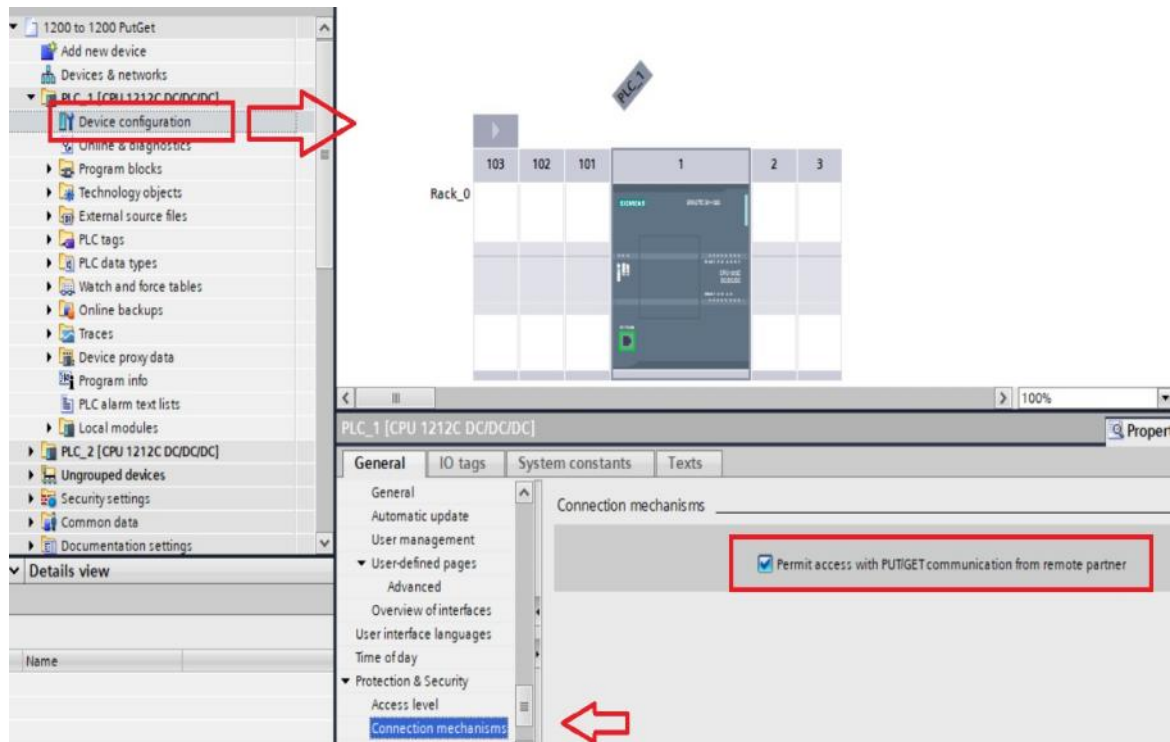 1200 to 1200 PutGet
Add new device
Devices & networks
PLC_1 [CPU 1212C DC/DC/DC]
Device configuration
Online & diagnostics
Program blocks
Technology objects
External source files
PLC tags
PLC data types
Watch and force tables
Online backups
Traces
Device proxy data
Program info
PLC alarm text lists
Local modules
PLC_2 [CPU 1212C DC/DC/DC]
Ungrouped devices
Security settings
Common data
Documentation settings
Details view
Name
PLC_1
103 102 101 1 2 3
Rack_0
SIEMENS
100%
PLC_1 [CPU 1212C DC/DC/DC]
Propert
General IO tags System constants Texts
General
Automatic update
User management
User-defined pages
Advanced
Overview of interfaces
User interface languages
Time of day
Protection & Security
Access level
Connection mechanisms
Connection mechanisms
Permit access with PUT/GET communication from remote partner